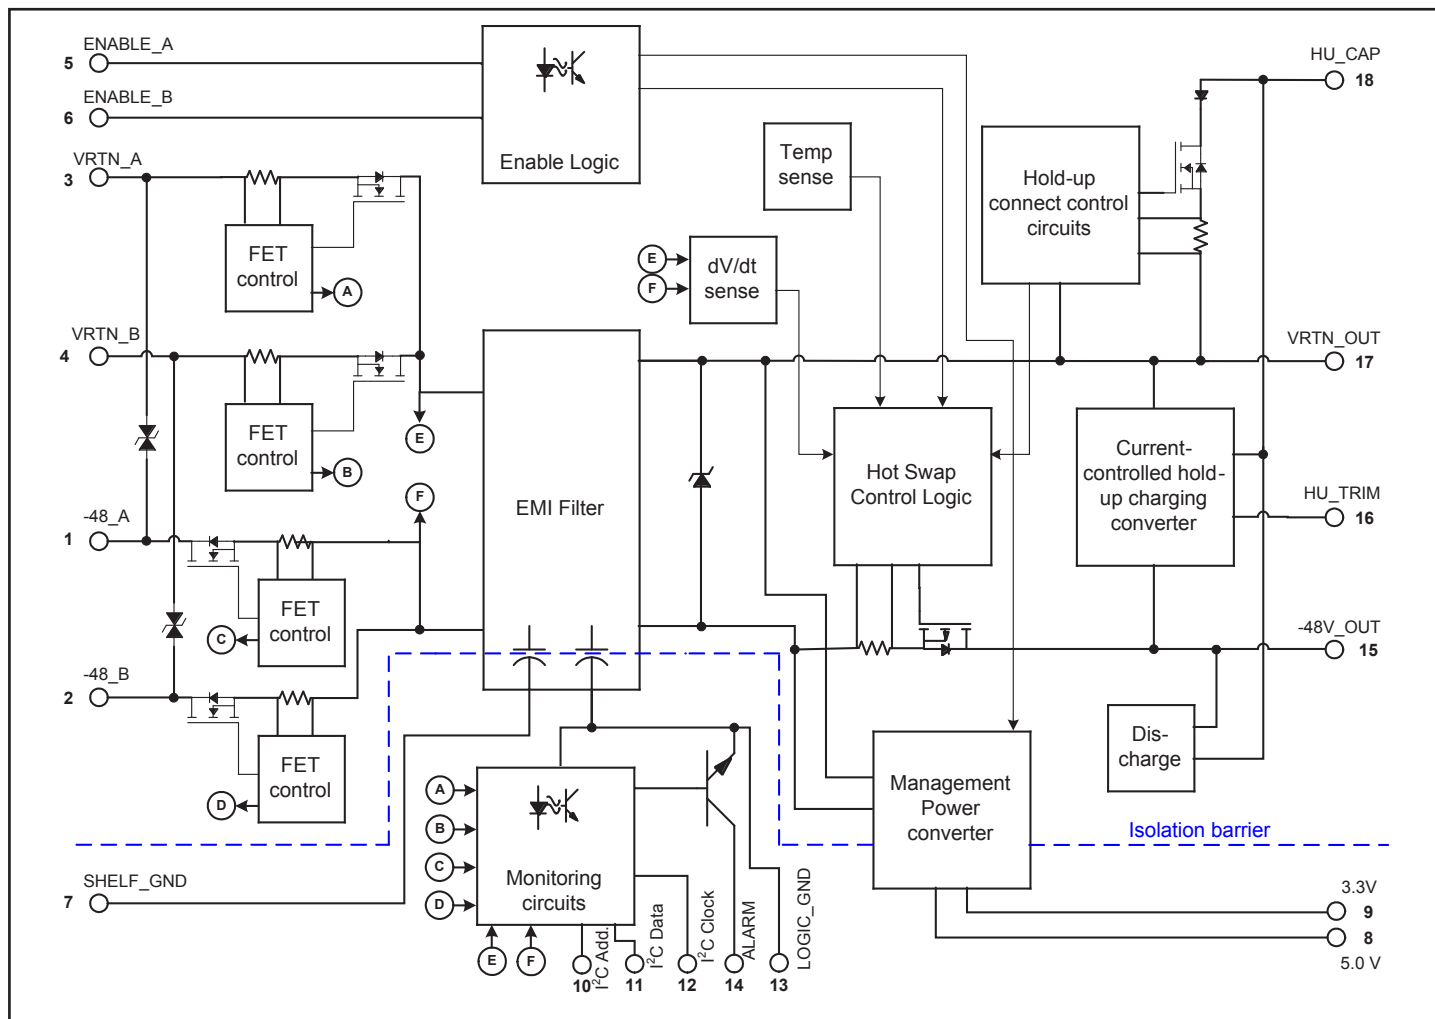 ENABLE_A
5
ENABLE_B
6
Enable Logic
HU_CAP
18
VRTN_A
3
Temp
sense
Hold-up
connect control
circuits
FET
control
A
E
F
dV/dt
sense
VRTN_B
4
VRTN_OUT
17
FET
control
B
E
F
EMI Filter
Hot Swap
Control Logic
Current-
controlled hold-
up charging
converter
HU_TRIM
16
-48_A
1
FET
control
C
-48V_OUT
15
-48_B
2
FET
control
D
Dis-
charge
Management
Power
converter
Isolation barrier
A
B
C
D
Monitoring
circuits
E
F
SHELF_GND
7
I²C Add.
10
I²C Data
11
I²C Clock
12
ALARM
14
LOGIC_GND
13
3.3V
9
8
5.0 V